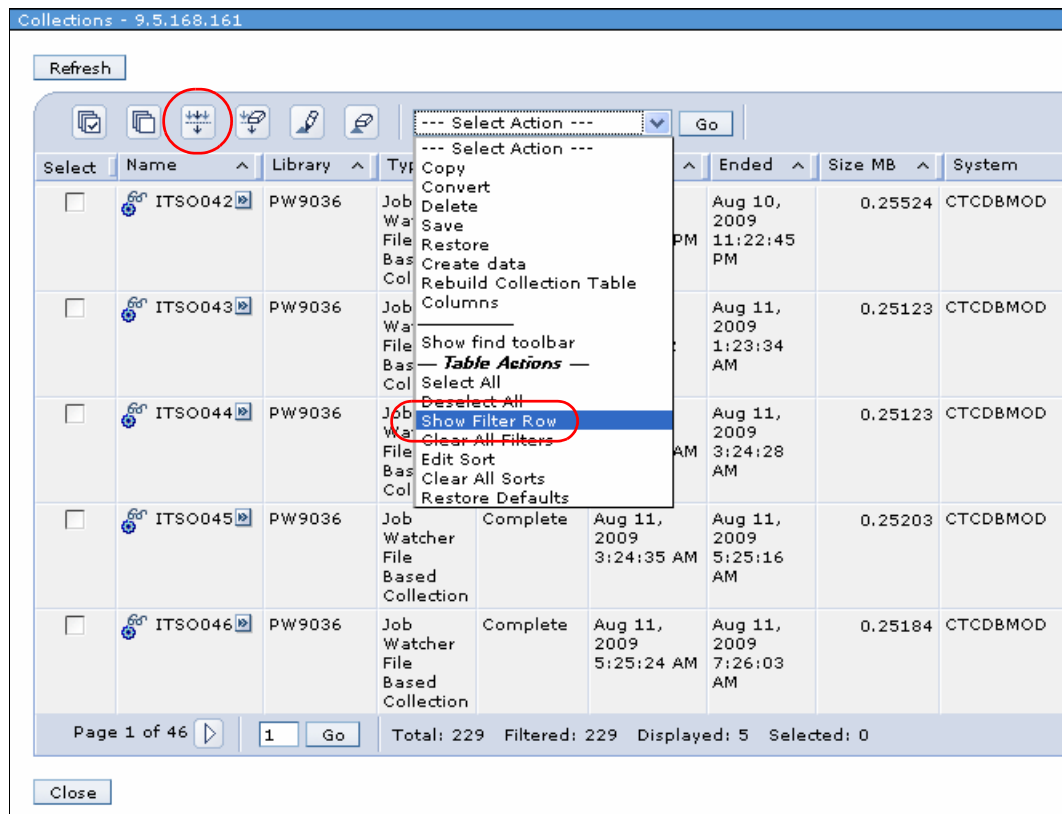 Collections - 9.5.168.161
Refresh
--- Select Action ---
Go
--- Select Action ---
Copy
Convert
Delete
Save
Restore
Create data
Rebuild Collection Table
Columns
Show find toolbar
— Table Actions —
Select All
Deselect All
Show Filter Row
Clear All Filters
Edit Sort
Clear All Sorts
Restore Defaults
Select Name Library Ended Size MB System
ITSO042 PW9036 Job PM Aug 10, 2009 11:22:45 PM 0.25524 CTCDBMOD
File
ITSO043 PW9036 Job Aug 11, 2009 1:23:34 AM 0.25123 CTCDBMOD
File
ITSO044 PW9036 AM Aug 11, 2009 3:24:28 AM 0.25123 CTCDBMOD
File
ITSO045 PW9036 Job Watcher File Based Collection Complete Aug 11, 2009 3:24:35 AM Aug 11, 2009 5:25:16 AM 0.25203 CTCDBMOD
ITSO046 PW9036 Job Watcher File Based Collection Complete Aug 11, 2009 5:25:24 AM Aug 11, 2009 7:26:03 AM 0.25184 CTCDBMOD
Page 1 of 46 1 Go Total: 229 Filtered: 229 Displayed: 5 Selected: 0
Close